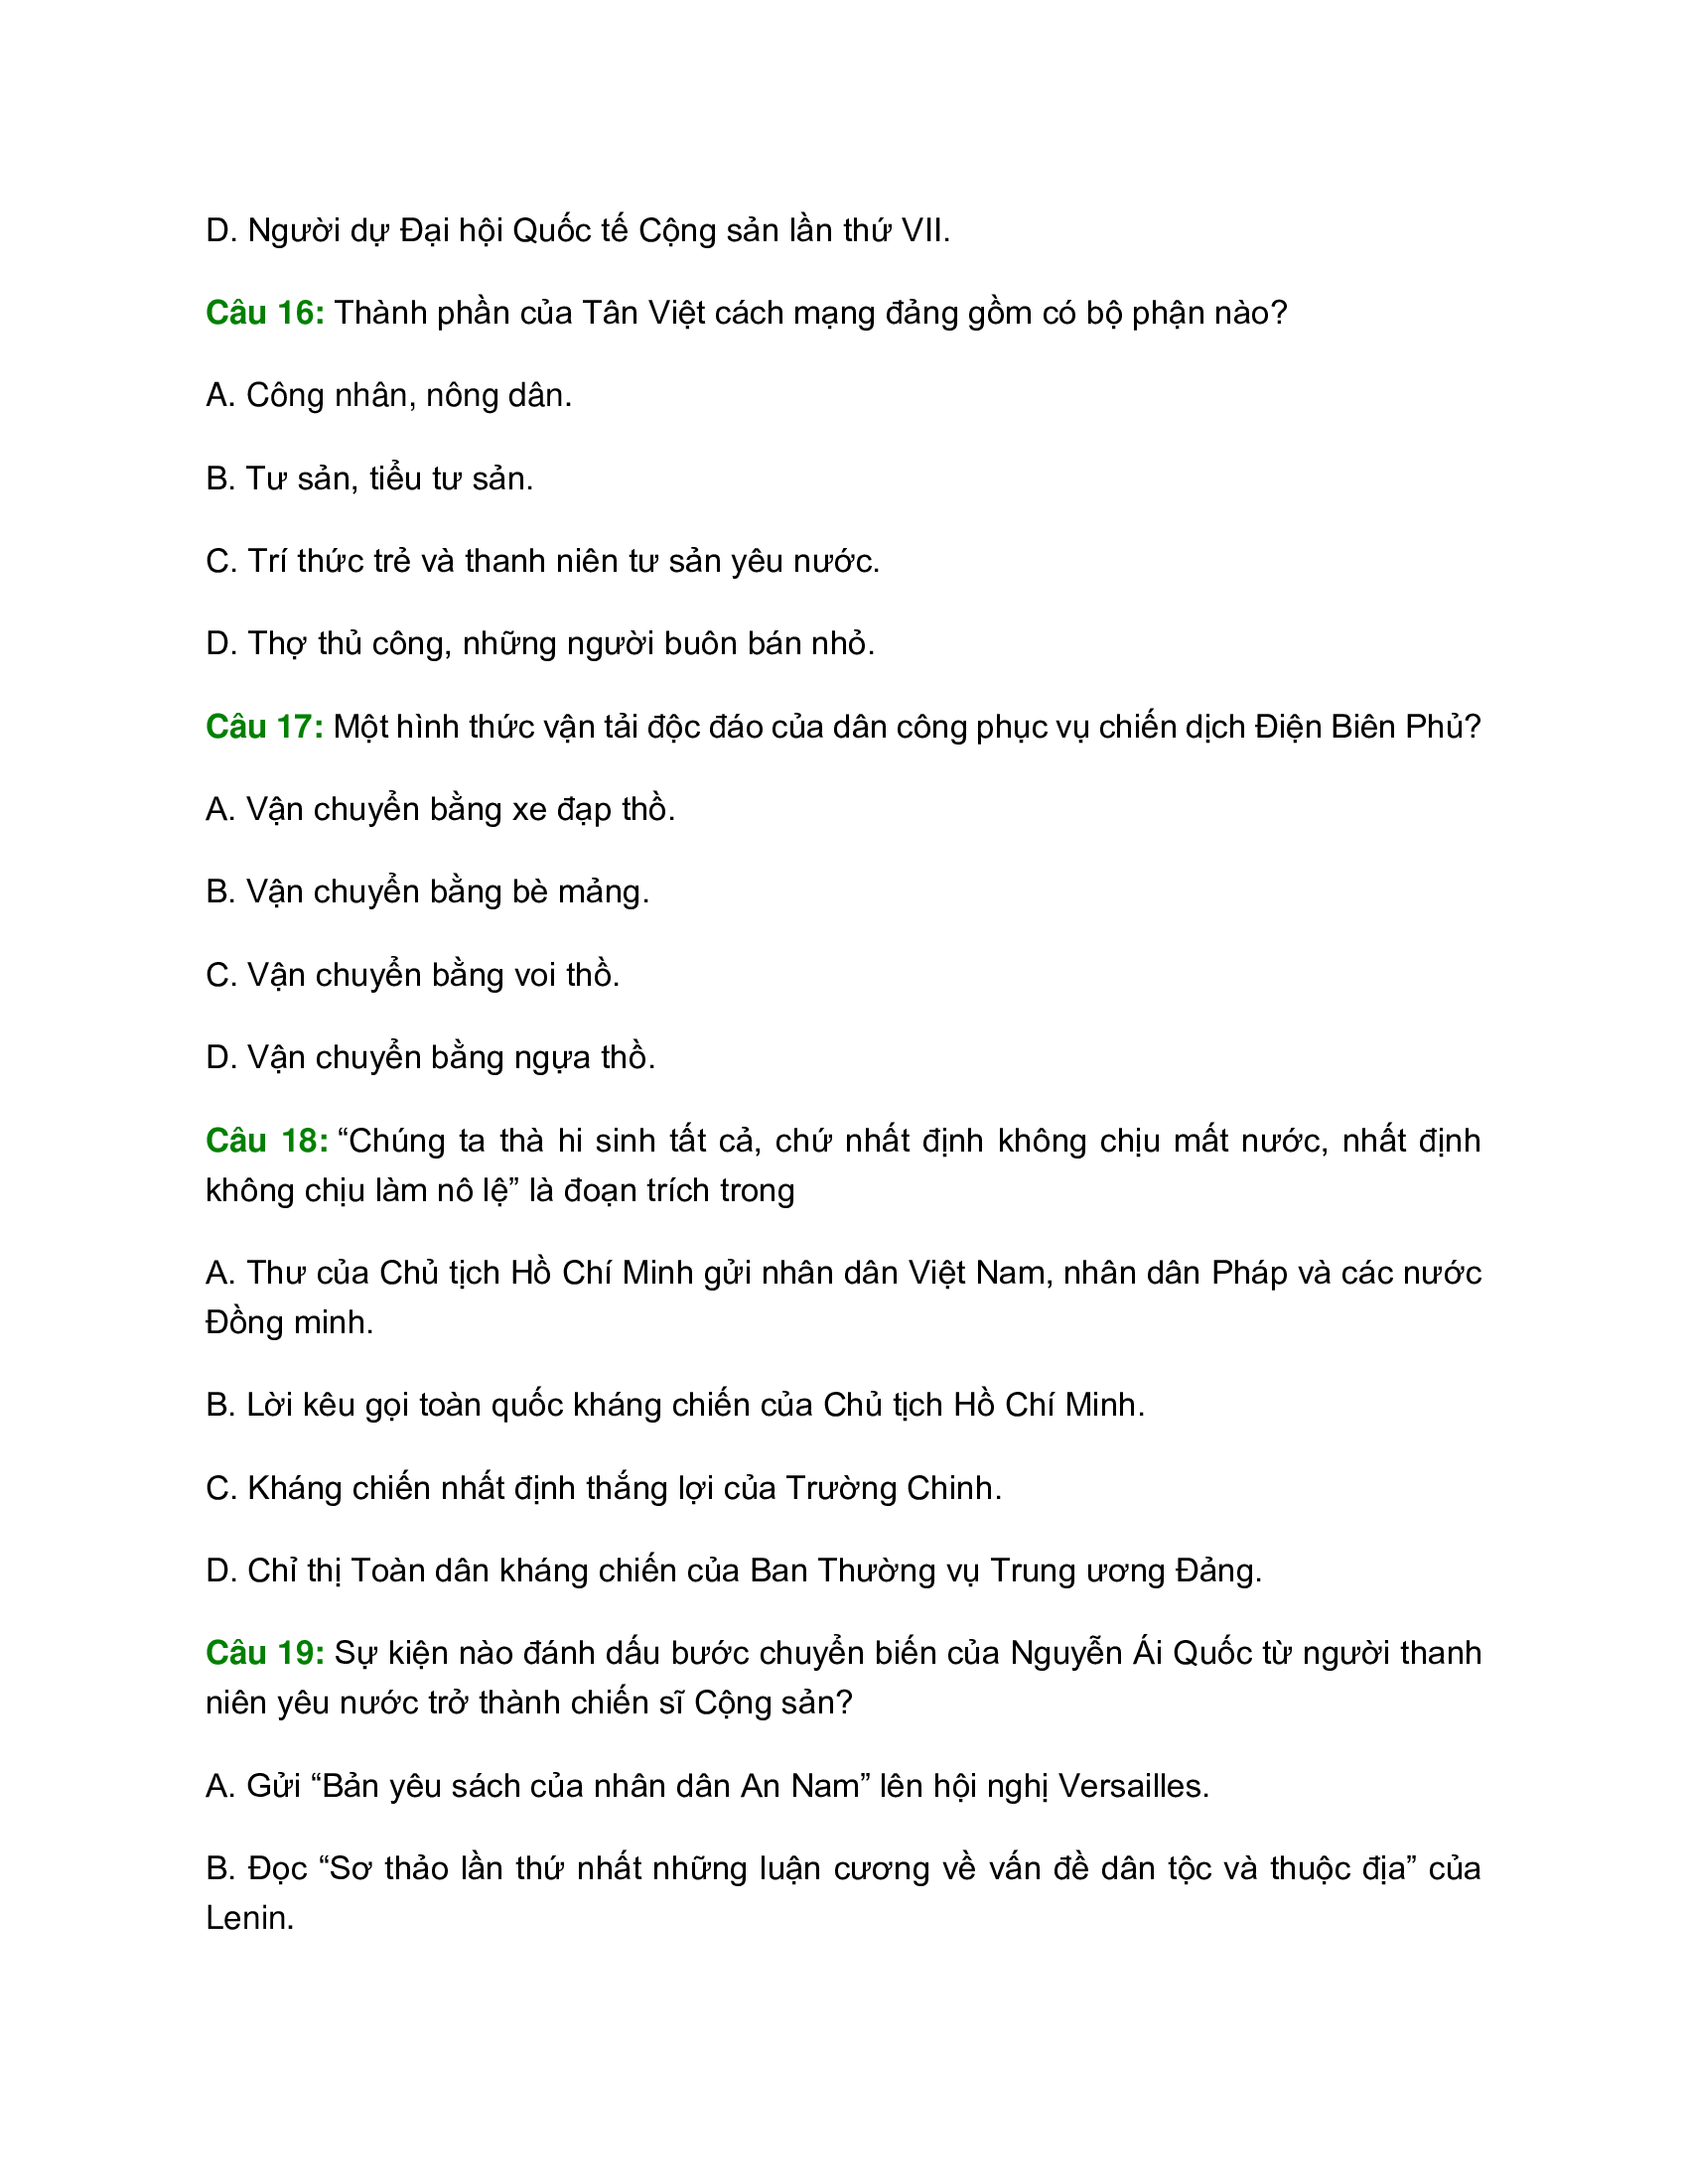 D. Người dự Đại hội Quốc tế Cộng sản lần thứ VII.
Câu 16: Thành phần của Tân Việt cách mạng đảng gồm có bộ phận nào?
A. Công nhân, nông dân.
B. Tư sản, tiểu tư sản.
C. Trí thức trẻ và thanh niên tư sản yêu nước.
D. Thợ thủ công, những người buôn bán nhỏ.
Câu 17: Một hình thức vận tải độc đáo của dân công phục vụ chiến dịch Điện Biên Phủ?
A. Vận chuyển bằng xe đạp thồ.
B. Vận chuyển bằng bè mảng.
C. Vận chuyển bằng voi thồ.
D. Vận chuyển bằng ngựa thồ.
Câu 18: “Chúng ta thà hi sinh tất cả, chứ nhất định không chịu mất nước, nhất định
không chịu làm nô lệ” là đoạn trích trong
A. Thư của Chủ tịch Hồ Chí Minh gửi nhân dân Việt Nam, nhân dân Pháp và các nước
Đồng minh.
B. Lời kêu gọi toàn quốc kháng chiến của Chủ tịch Hồ Chí Minh.
C. Kháng chiến nhất định thắng lợi của Trường Chinh.
D. Chỉ thị Toàn dân kháng chiến của Ban Thường vụ Trung ương Đảng.
Câu 19: Sự kiện nào đánh dấu bước chuyển biến của Nguyễn Ái Quốc từ người thanh
niên yêu nước trở thành chiến sĩ Cộng sản?
A. Gửi “Bản yêu sách của nhân dân An Nam” lên hội nghị Versailles.
B. Đọc “Sơ thảo lần thứ nhất những luận cương về vấn đề dân tộc và thuộc địa” của
Lenin.